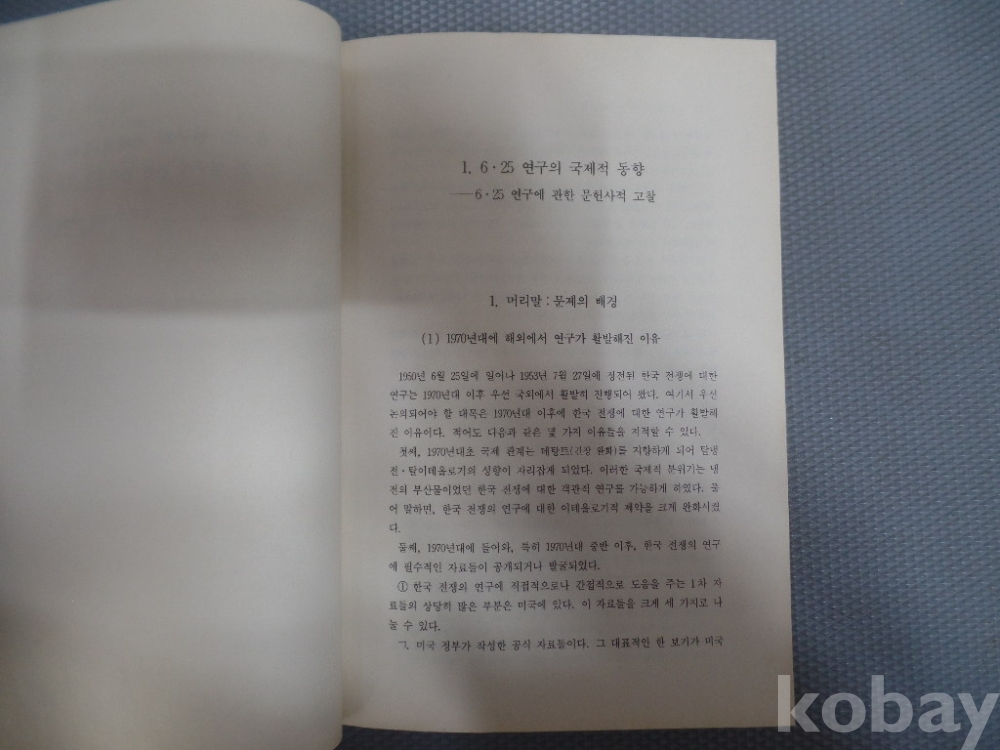 1. 6·25 연구의 국제적 동향
──6·25 연구에 관한 문헌사적 고찰
1. 머리말 : 문제의 배경
(1) 1970년대에 해외에서 연구가 활발해진 이유
1950년 6월 25일에 일어나 1953년 7월 27일에 정전된 한국 전쟁에 대한
연구는 1970년대 이후 우선 국외에서 활발히 진행되어 왔다. 여기서 우선
논의되어야 할 대목은 1970년대 이후에 한국 전쟁에 대한 연구가 활발해
진 이유이다. 적어도 다음과 같은 몇 가지 이유들을 지적할 수 있다.
첫째, 1970년대초 국제 관계는 데탕트(긴장 완화)를 지향하게 되어 탈냉
전·탈이데올로기의 성향이 자리잡게 되었다. 이러한 국제적 분위기는 냉
전의 부산물이었던 한국 전쟁에 대한 객관적 연구를 가능하게 하였다. 풀
어 말하면, 한국 전쟁의 연구에 대한 이데올로기적 제약을 크게 완화시켰
다.
둘째, 1970년대에 들어와, 특히 1970년대 중반 이후, 한국 전쟁의 연구
에 필수적인 자료들이 공개되거나 발굴되었다.
① 한국 전쟁의 연구에 직접적으로나 간접적으로 도움을 주는 1차 자
료들의 상당히 많은 부분은 미국에 있다. 이 자료들을 크게 세 가지로 나
눌 수 있다.
ㄱ. 미국 정부가 작성한 공식 자료들이다. 그 대표적인 한 보기가 미국
kobay